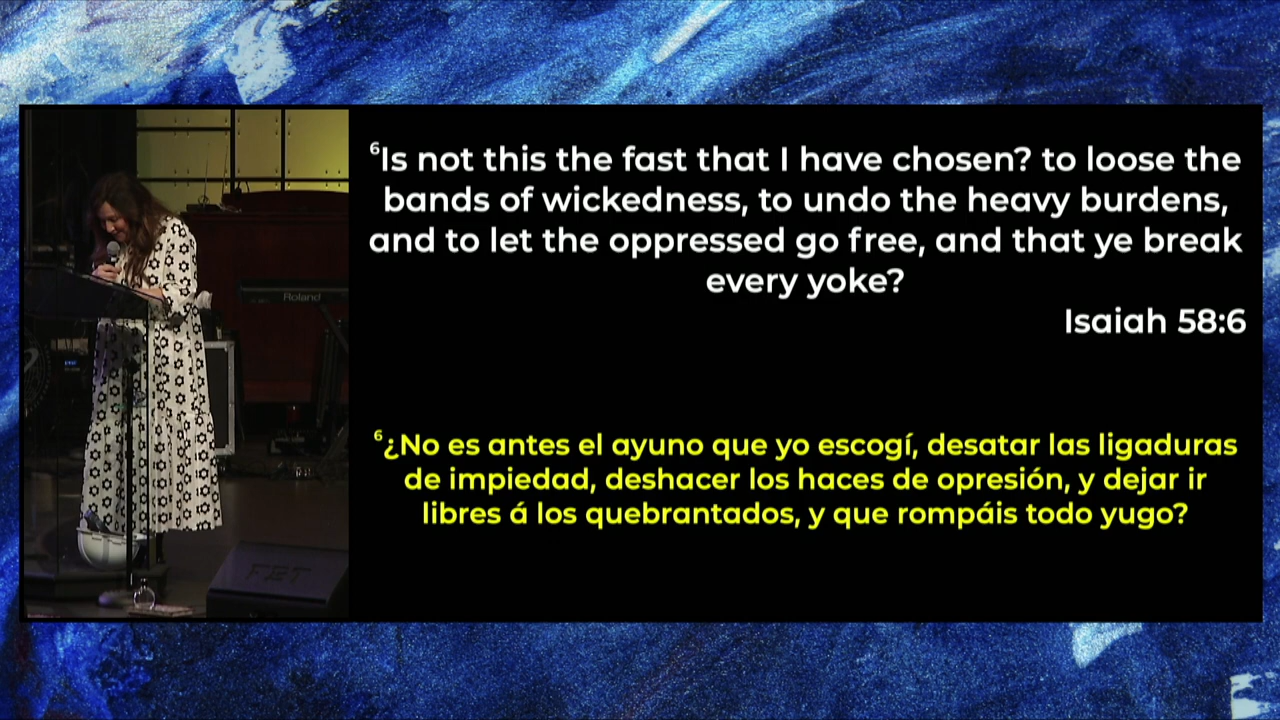 ⁶Is not this the fast that I have chosen? to loose the
bands of wickedness, to undo the heavy burdens,
and to let the oppressed go free, and that ye break
every yoke?
Isaiah 58:6
⁶¿No es antes el ayuno que yo escogí, desatar las ligaduras
de impiedad, deshacer los haces de opresión, y dejar ir
libres á los quebrantados, y que rompáis todo yugo?
Roland
FBT